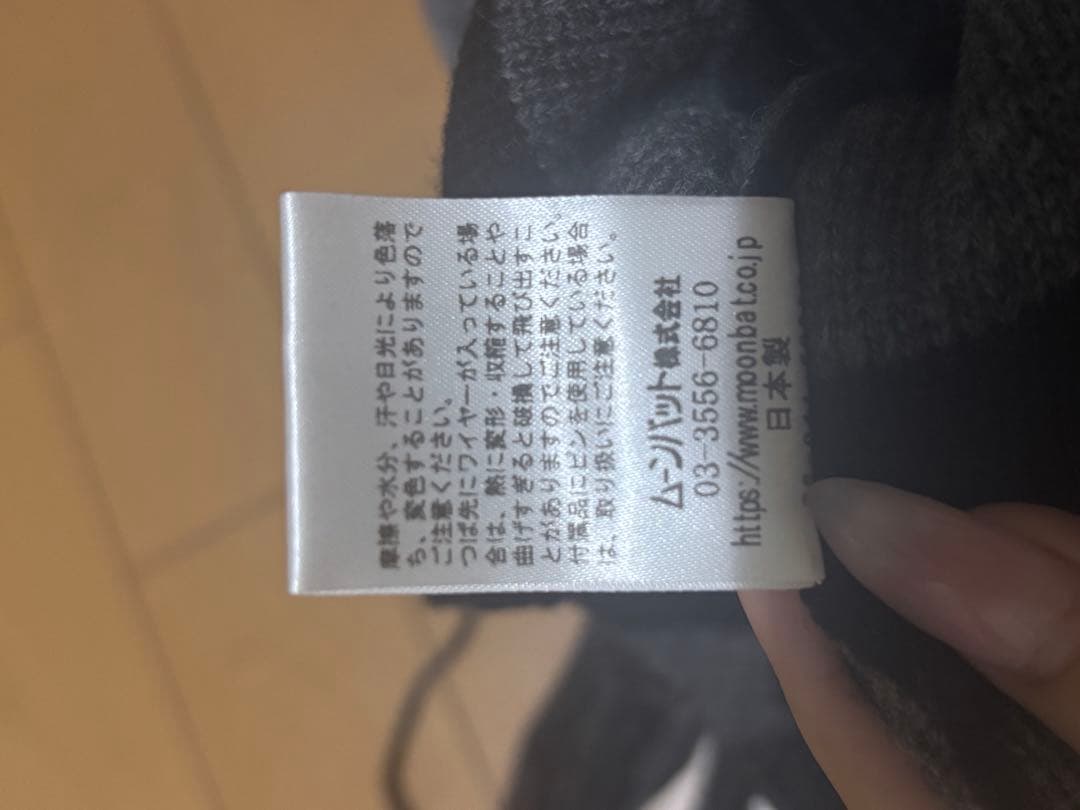 摩擦や水分、汗や日光により色落
ち、変色することがありますので
ご注意ください。
つば先にワイヤーが入っている場
合は、熱に変形・収縮することや
曲げすぎると破損して飛び出すこ
とがありますのでご注意ください。
付属品にピンを使用している場合
は、取り扱いにご注意ください。
ムーンバット株式会社
03-3556-6810
https://www.moonbat.co.jp
日本製